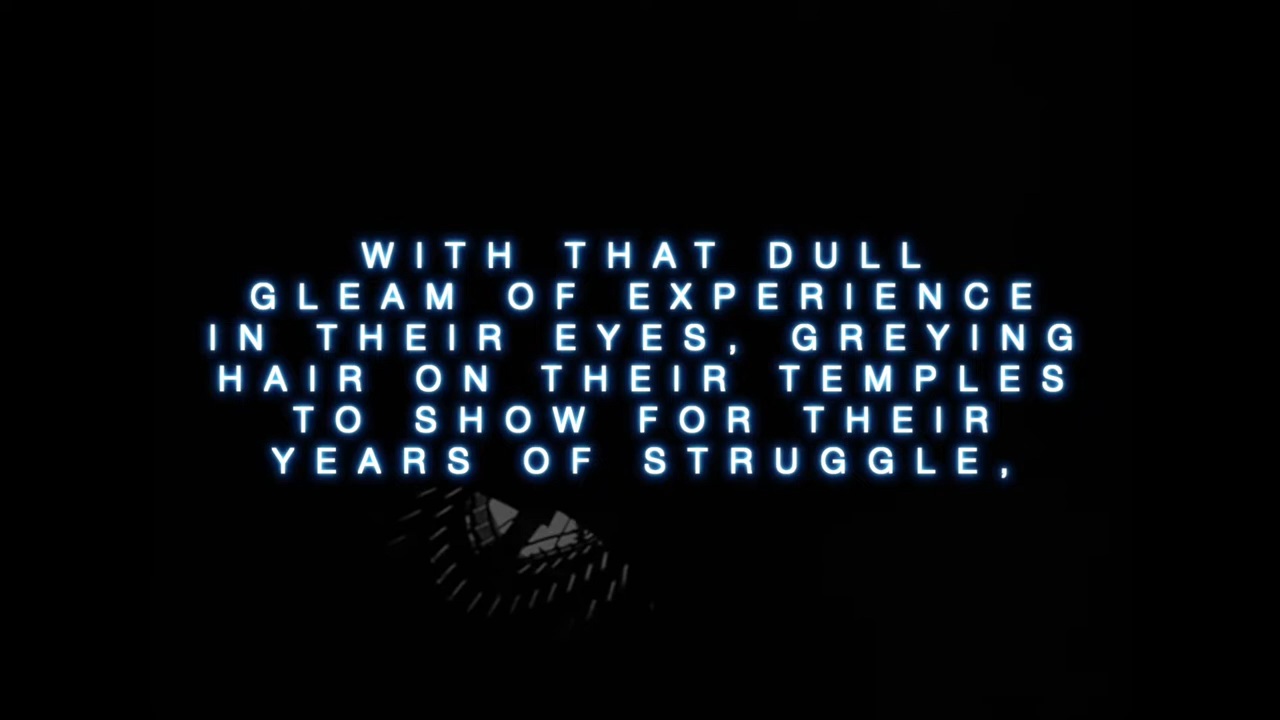 WITH THAT DULL
GLEAM OF EXPERIENCE
IN THEIR EYES, GREYING
HAIR ON THEIR TEMPLES
TO SHOW FOR THEIR
YEARS OF STRUGGLE,